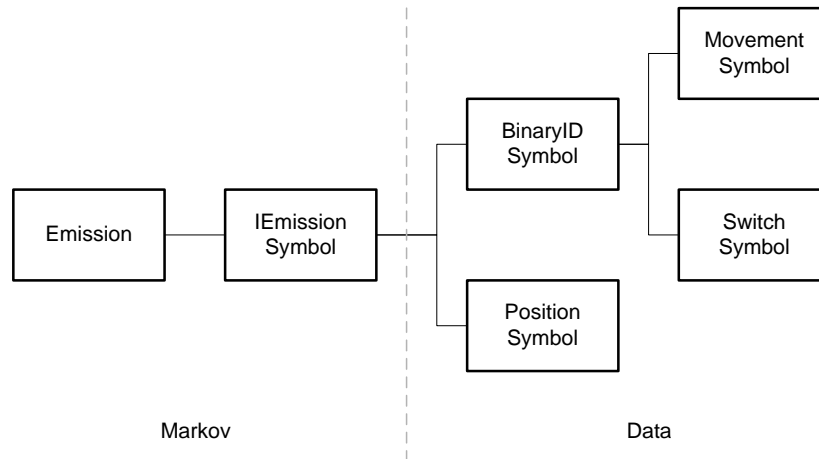 Movement
Symbol
BinaryID
Symbol
Emission
IEmission
Symbol
Switch
Symbol
Position
Symbol
Markov
Data